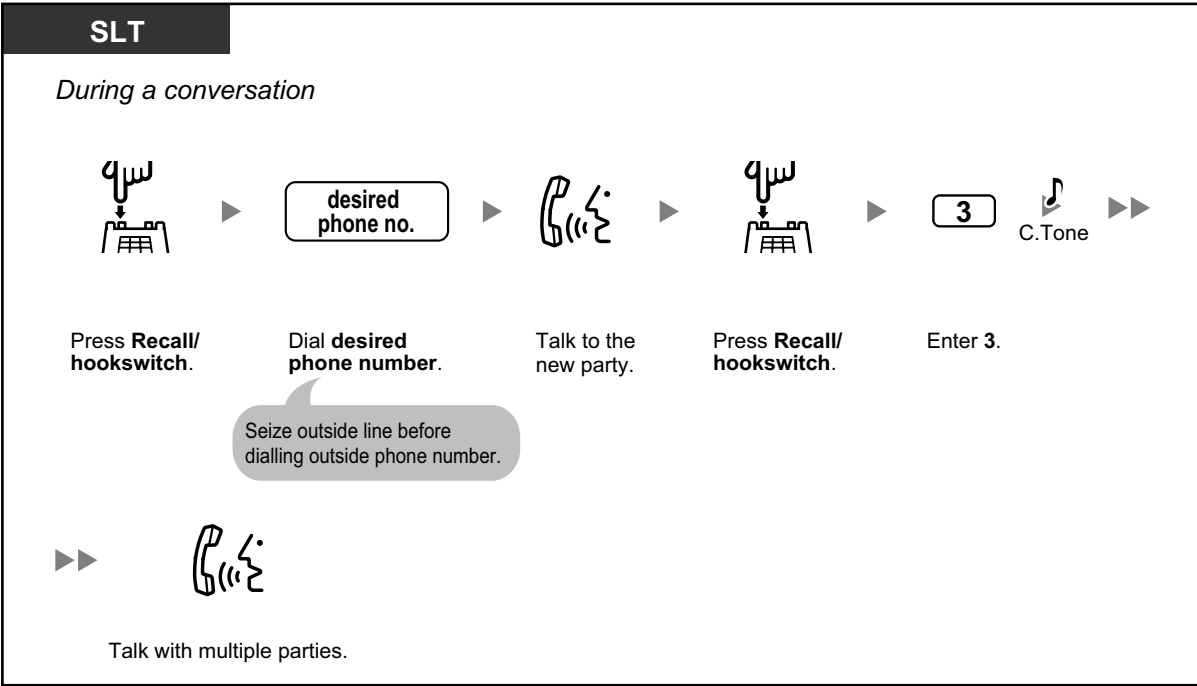 SLT
During a conversation
desired
phone no.
3
C.Tone
Press Recall/
hookswitch.
Dial desired
phone number.
Talk to the
new party.
Press Recall/
hookswitch.
Enter 3.
Seize outside line before
dialling outside phone number.
Talk with multiple parties.